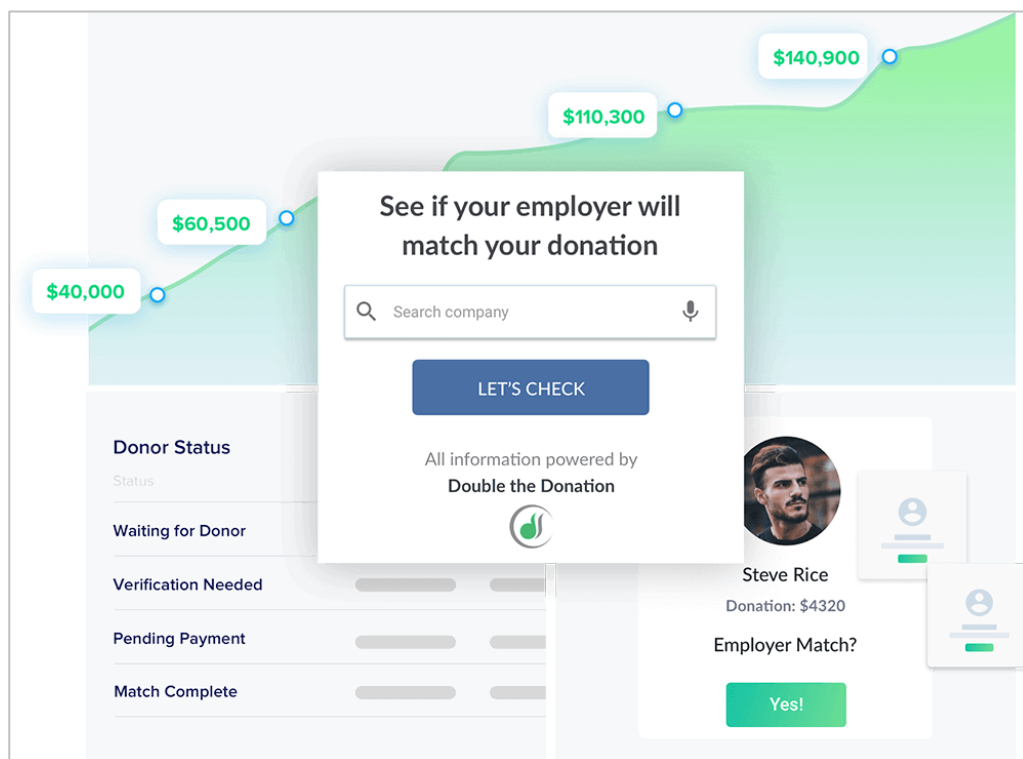 $140,900
$110,300
$60,500
$40,000
See if your employer will
match your donation
Search company
LET'S CHECK
All information powered by
Double the Donation
Donor Status
Status
Waiting for Donor
Verification Needed
Pending Payment
Match Complete
Steve Rice
Donation: $4320
Employer Match?
Yes!